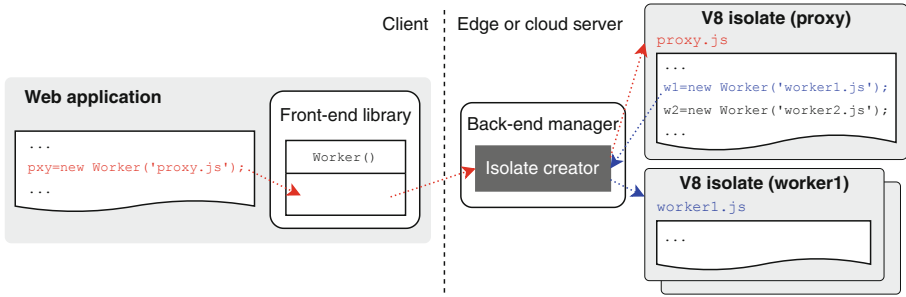 Client
Edge or cloud server
Web application
...
pxy=new Worker('proxy.js');
...
Front-end library
Worker()
Back-end manager
Isolate creator
V8 isolate (proxy)
proxy.js
...
w1=new Worker('worker1.js');
w2=new Worker('worker2.js');
...
V8 isolate (worker1)
worker1.js
...